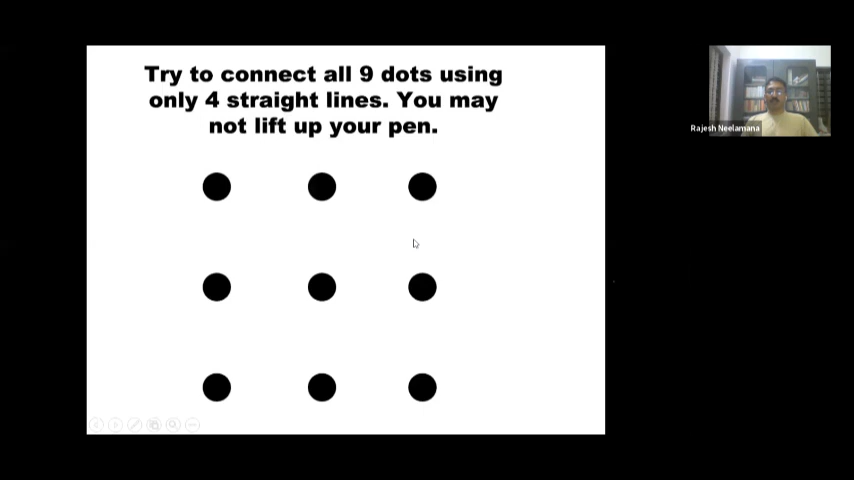 Try to connect all 9 dots using
only 4 straight lines. You may
not lift up your pen.
Rajesh Neelamana